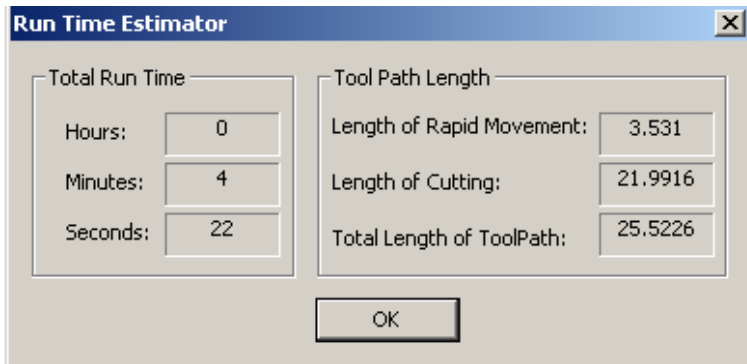 Run Time Estimator
Total Run Time
Hours: 0
Minutes: 4
Seconds: 22
Tool Path Length
Length of Rapid Movement: 3.531
Length of Cutting: 21.9916
Total Length of ToolPath: 25.5226
OK